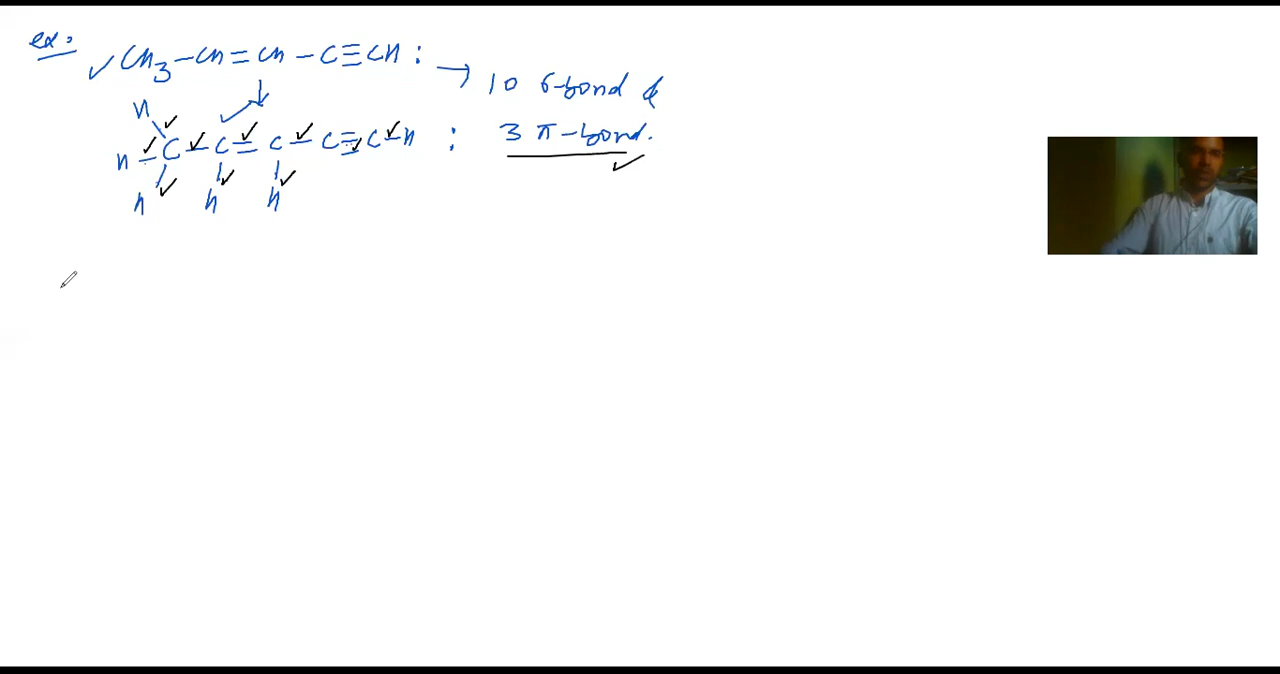 ex:
CH₃ – CH = CH – C ≡ CH :
→ 10 σ-bond &
3 π-bond.
H
H – C – C = C – C ≡ C – H :
H H H